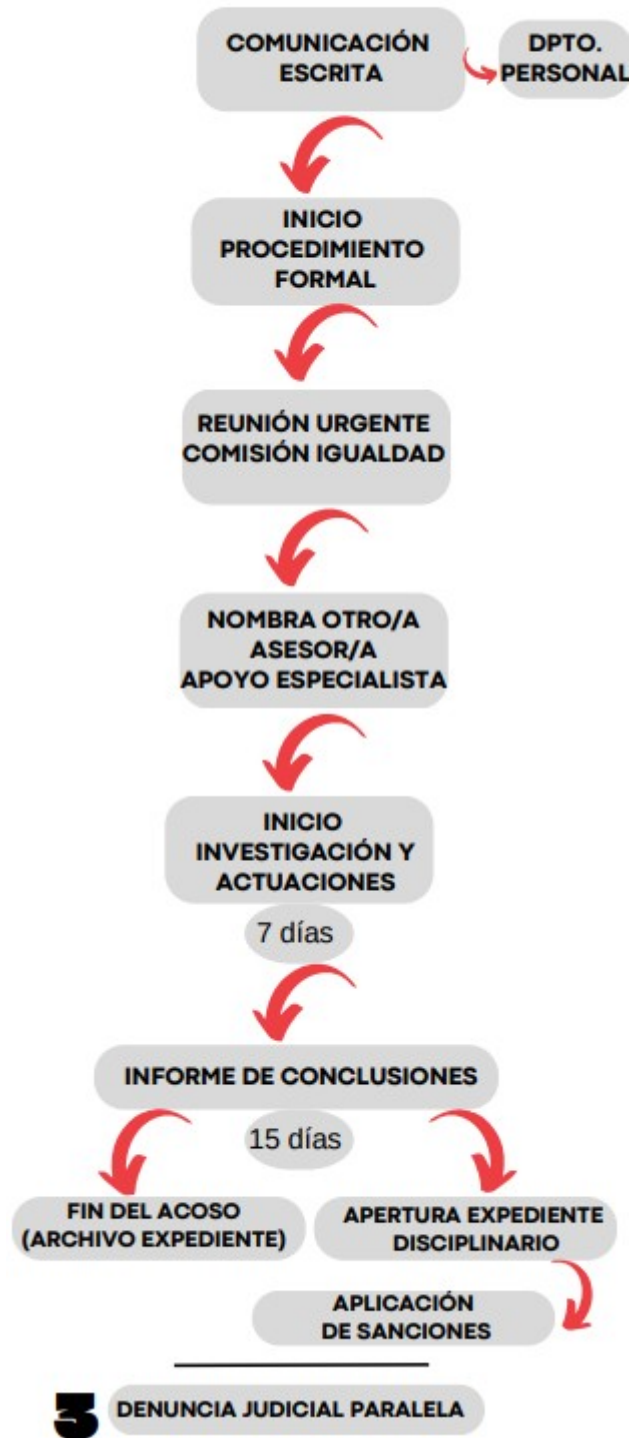 COMUNICACIÓN
ESCRITA
DPTO.
PERSONAL
INICIO
PROCEDIMIENTO
FORMAL
REUNIÓN URGENTE
COMISIÓN IGUALDAD
NOMBRA OTRO/A
ASESOR/A
APOYO ESPECIALISTA
INICIO
INVESTIGACIÓN Y
ACTUACIONES
7 días
INFORME DE CONCLUSIONES
15 días
FIN DEL ACOSO
(ARCHIVO EXPEDIENTE)
APERTURA EXPEDIENTE
DISCIPLINARIO
APLICACIÓN
DE SANCIONES
3 DENUNCIA JUDICIAL PARALELA